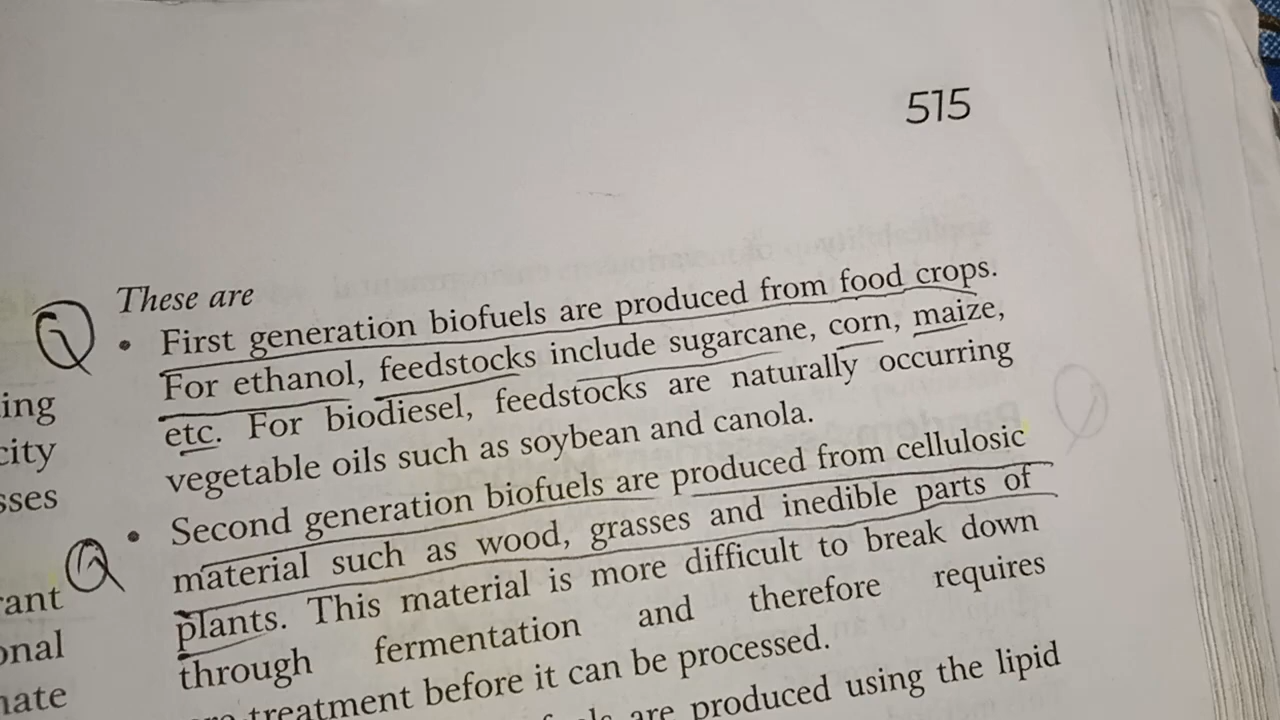 515
These are
• First generation biofuels are produced from food crops.
For ethanol, feedstocks include sugarcane, corn, maize,
etc. For biodiesel, feedstocks are naturally occurring
vegetable oils such as soybean and canola.
• Second generation biofuels are produced from cellulosic
material such as wood, grasses and inedible parts of
plants. This material is more difficult to break down
through fermentation and therefore requires
treatment before it can be processed.
are produced using the lipid
ing
city
sses
rant
onal
nate